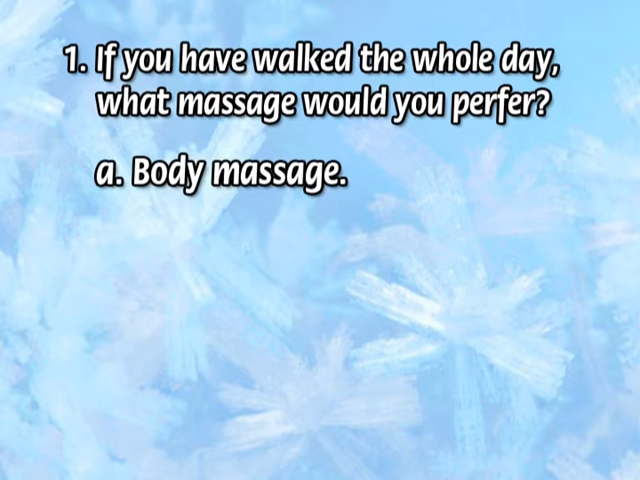 1. If you have walked the whole day,
what massage would you perfer?
a. Body massage.